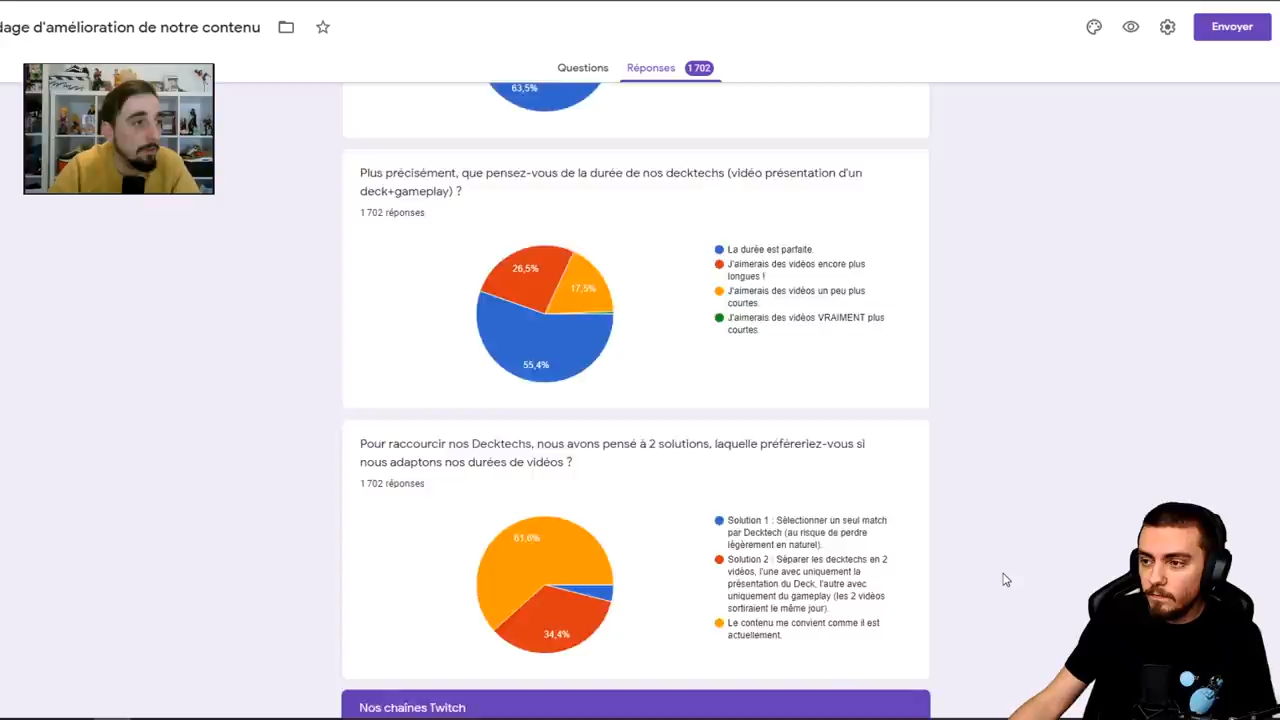 dage d'amélioration de notre contenu
Envoyer
Questions
Réponses
1 702
63,5%
Plus précisément, que pensez-vous de la durée de nos decktechs (vidéo présentation d'un
deck+gameplay) ?
1 702 réponses
26,5%
17,5%
55,4%
La durée est parfaite.
J'aimerais des vidéos encore plus
longues !
J'aimerais des vidéos un peu plus
courtes.
J'aimerais des vidéos VRAIMENT plus
courtes.
Pour raccourcir nos Decktechs, nous avons pensé à 2 solutions, laquelle préféreriez-vous si
nous adaptons nos durées de vidéos ?
1 702 réponses
61,6%
34,4%
Solution 1 : Sélectionner un seul match
par Decktech (au risque de perdre
légèrement en naturel).
Solution 2 : Séparer les decktechs en 2
vidéos, l'une avec uniquement la
présentation du Deck, l'autre avec
uniquement du gameplay (les 2 vidéos
sortiraient le même jour).
Le contenu me convient comme il est
actuellement.
Nos chaînes Twitch